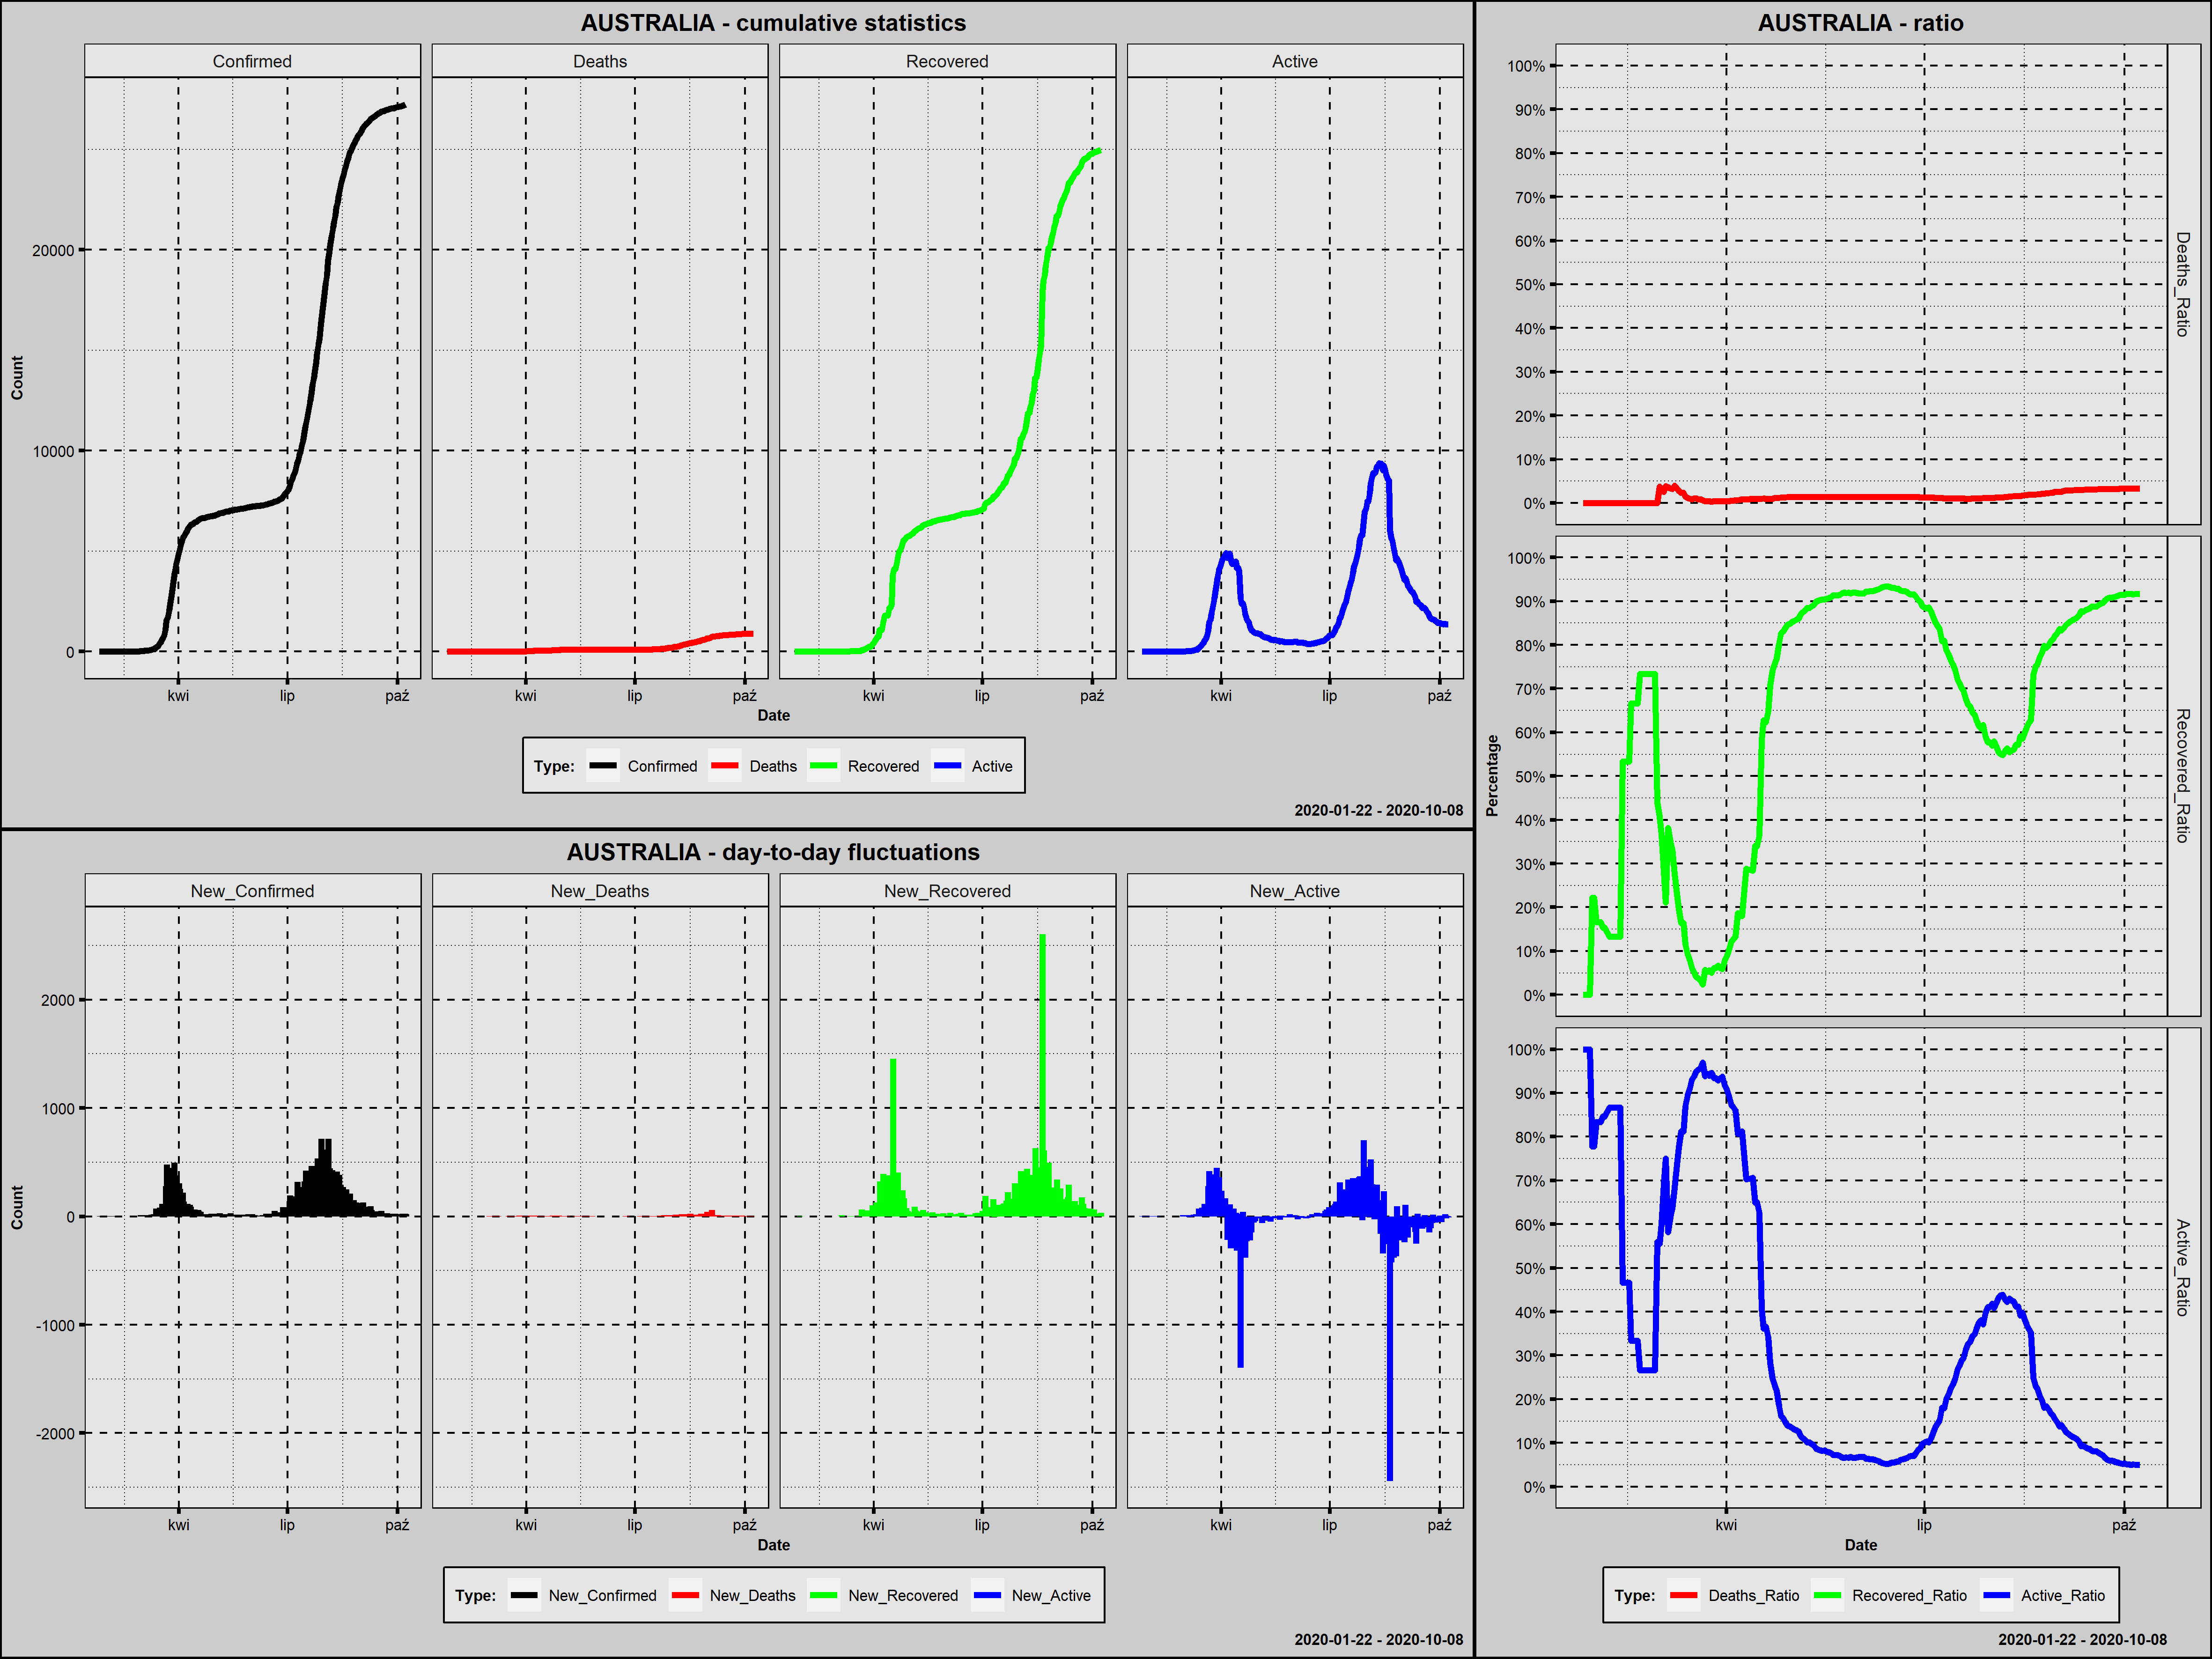 AUSTRALIA - cumulative statistics
Confirmed Deaths Recovered Active
Count
20000
10000
0
kwi lip paź kwi lip paź kwi lip paź kwi lip paź
Date
Type: Confirmed Deaths Recovered Active
2020-01-22 - 2020-10-08
AUSTRALIA - day-to-day fluctuations
New_Confirmed New_Deaths New_Recovered New_Active
Count
2000
1000
0
-1000
-2000
kwi lip paź kwi lip paź kwi lip paź kwi lip paź
Date
Type: New_Confirmed New_Deaths New_Recovered New_Active
2020-01-22 - 2020-10-08
AUSTRALIA - ratio
Percentage
100%
90%
80%
70%
60%
50%
40%
30%
20%
10%
0%
Deaths_Ratio
100%
90%
80%
70%
60%
50%
40%
30%
20%
10%
0%
Recovered_Ratio
100%
90%
80%
70%
60%
50%
40%
30%
20%
10%
0%
Active_Ratio
kwi lip paź
Date
Type: Deaths_Ratio Recovered_Ratio Active_Ratio
2020-01-22 - 2020-10-08